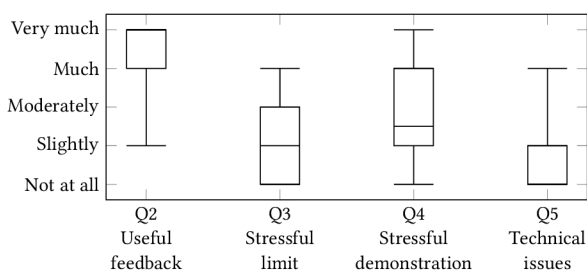 Very much
Much
Moderately
Slightly
Not at all
Q2 Q3 Q4 Q5
Useful Stressful Stressful Technical
feedback limit demonstration issues